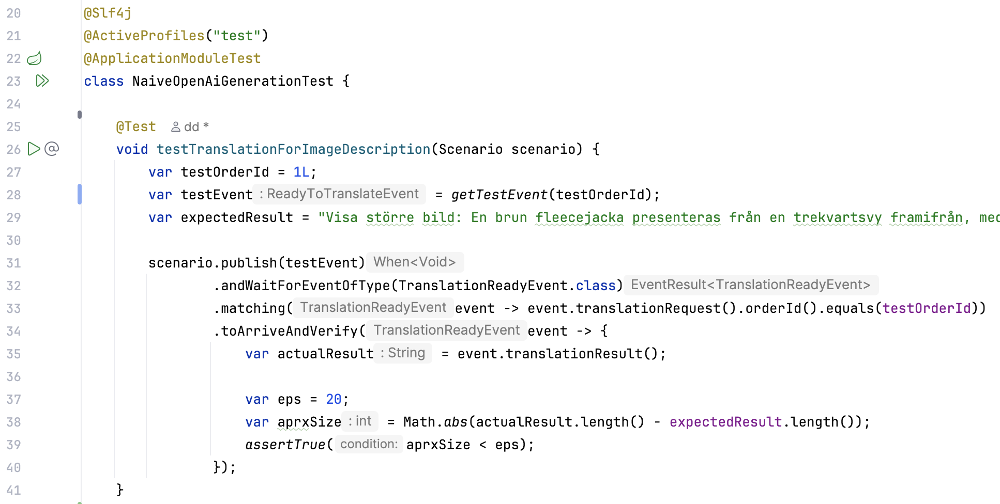 20 @Slf4j
21 @ActiveProfiles("test")
22 @ApplicationModuleTest
23 class NaiveOpenAiGenerationTest {
24
25 @Test dd *
26 @ void testTranslationForImageDescription(Scenario scenario) {
27 var testOrderId = 1L;
28 var testEvent : ReadyToTranslateEvent = getTestEvent(testOrderId);
29 var expectedResult = "Visa större bild: En brun fleecejacka presenteras från en trekvartsvy framifrån, med
30
31 scenario.publish(testEvent) When<Void>
32 .andWaitForEventOfType(TranslationReadyEvent.class) EventResult<TranslationReadyEvent>
33 .matching( TranslationReadyEvent event -> event.translationRequest().orderId().equals(testOrderId))
34 .toArriveAndVerify( TranslationReadyEvent event -> {
35 var actualResult : String = event.translationResult();
36
37 var eps = 20;
38 var aprxSize : int = Math.abs(actualResult.length() - expectedResult.length());
39 assertTrue( condition: aprxSize < eps);
40 });
41 }